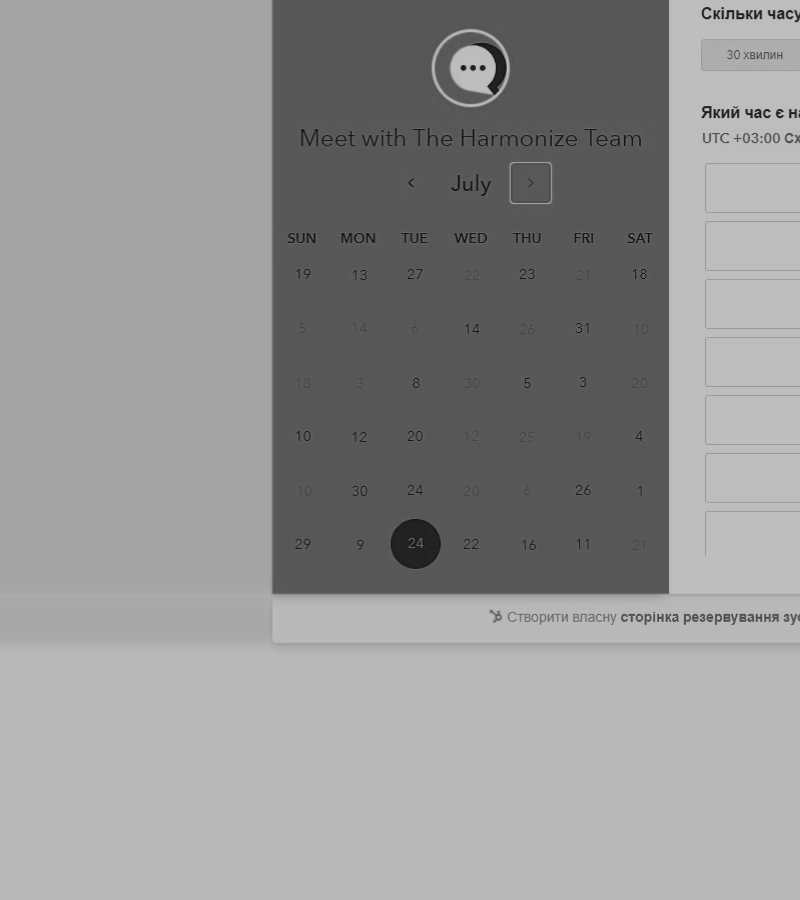 Meet with The Harmonize Team
July
SUN MON TUE WED THU FRI SAT
19 13 27 22 23 21 18
5 14 6 14 26 31 10
18 3 8 30 5 3 20
10 12 20 12 25 19 4
10 30 24 20 6 26 1
29 9 24 22 16 11 21
Скільки часу
30 хвилин
Який час є
UTC +03:00
Створити власну сторінка резервування